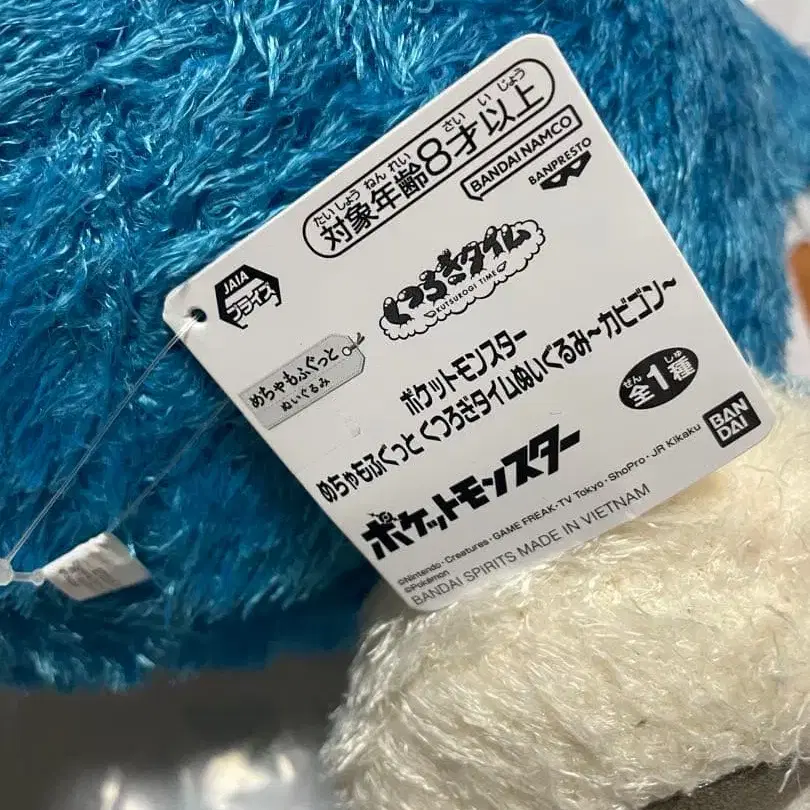 たいしょうねんれい さいいじょう
対象年齢8才以上
BANDAI NAMCO
BANPRESTO
JAIA
プライズ
くつろぎタイム
KUTSUROGI TIME
めちゃもふぐっと
ぬいぐるみ
ポケットモンスター
めちゃもふぐっと くつろぎタイムぬいぐるみ~カビゴン~
ぜん しゅ
全1種
BAN
DAI
ポケットモンスター
©Nintendo・Creatures・GAME FREAK・TV Tokyo・ShoPro・JR Kikaku
©Pokémon
BANDAI SPIRITS MADE IN VIETNAM